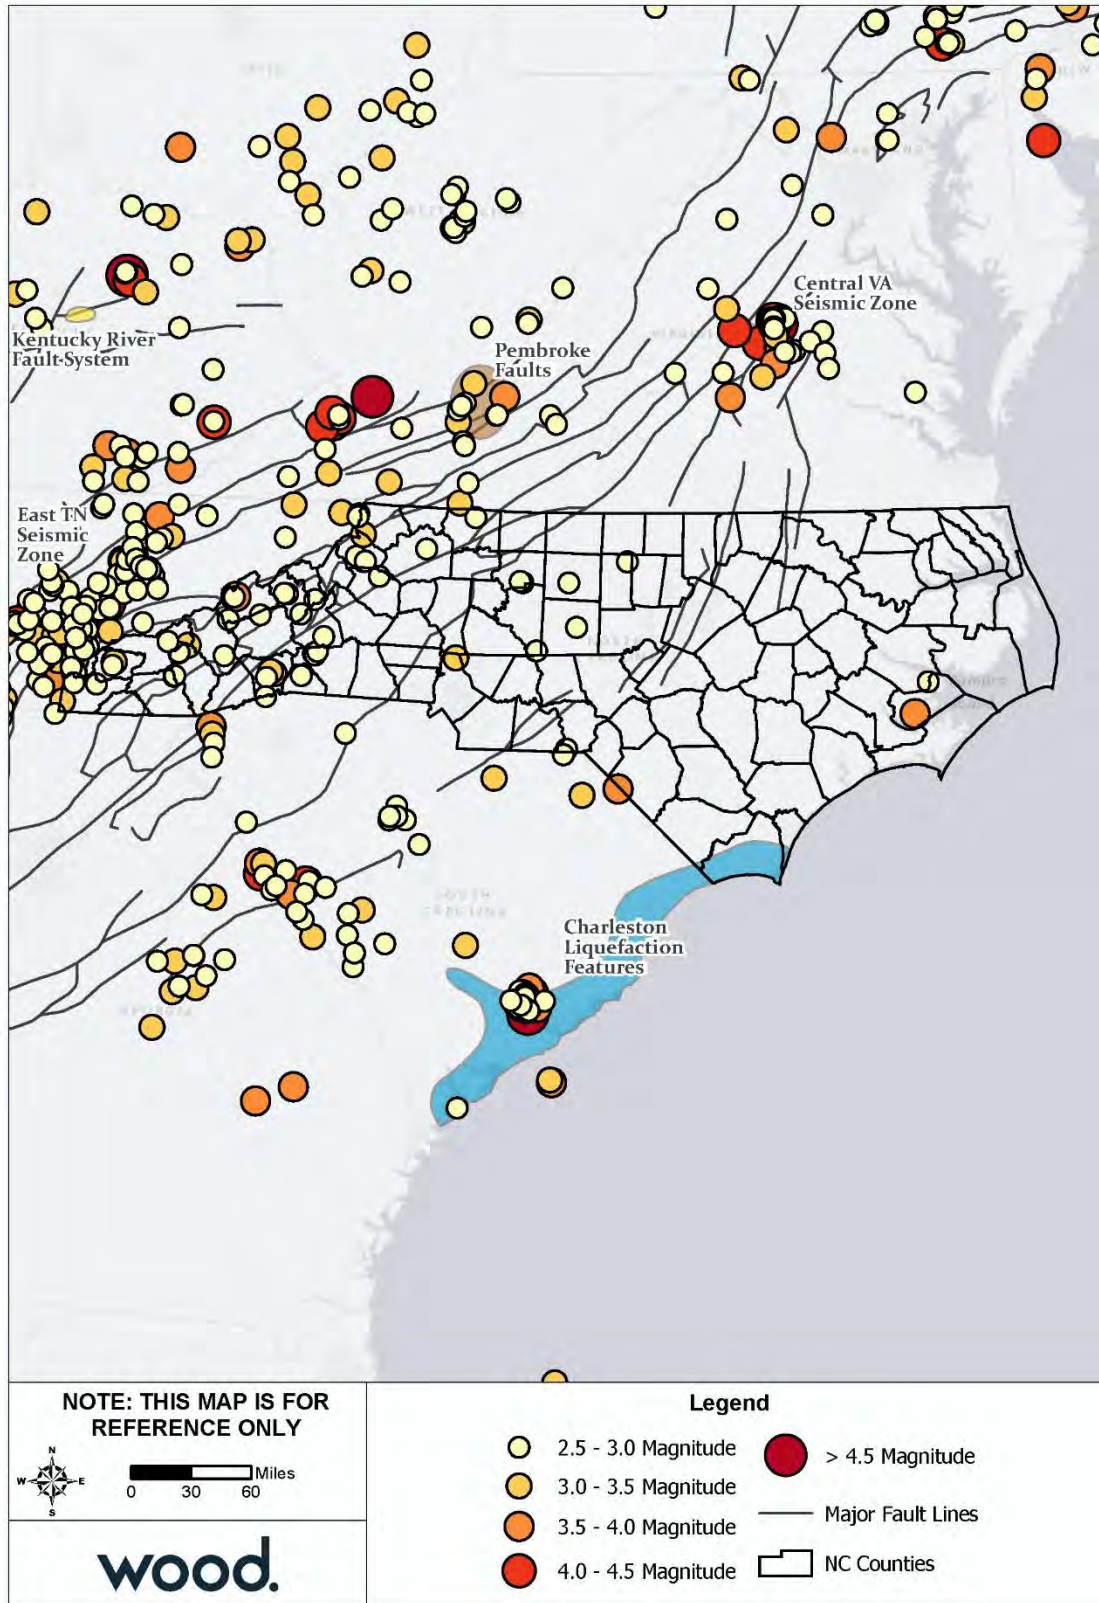 Central VA
Seismic Zone
Kentucky River
Fault-System
Pembroke
Faults
East TN
Seismic
Zone
Charleston
Liquefaction
Features
NOTE: THIS MAP IS FOR
REFERENCE ONLY
N
W E
S
Miles
0 30 60
wood.
Legend
2.5 - 3.0 Magnitude
3.0 - 3.5 Magnitude
3.5 - 4.0 Magnitude
4.0 - 4.5 Magnitude
> 4.5 Magnitude
Major Fault Lines
NC Counties